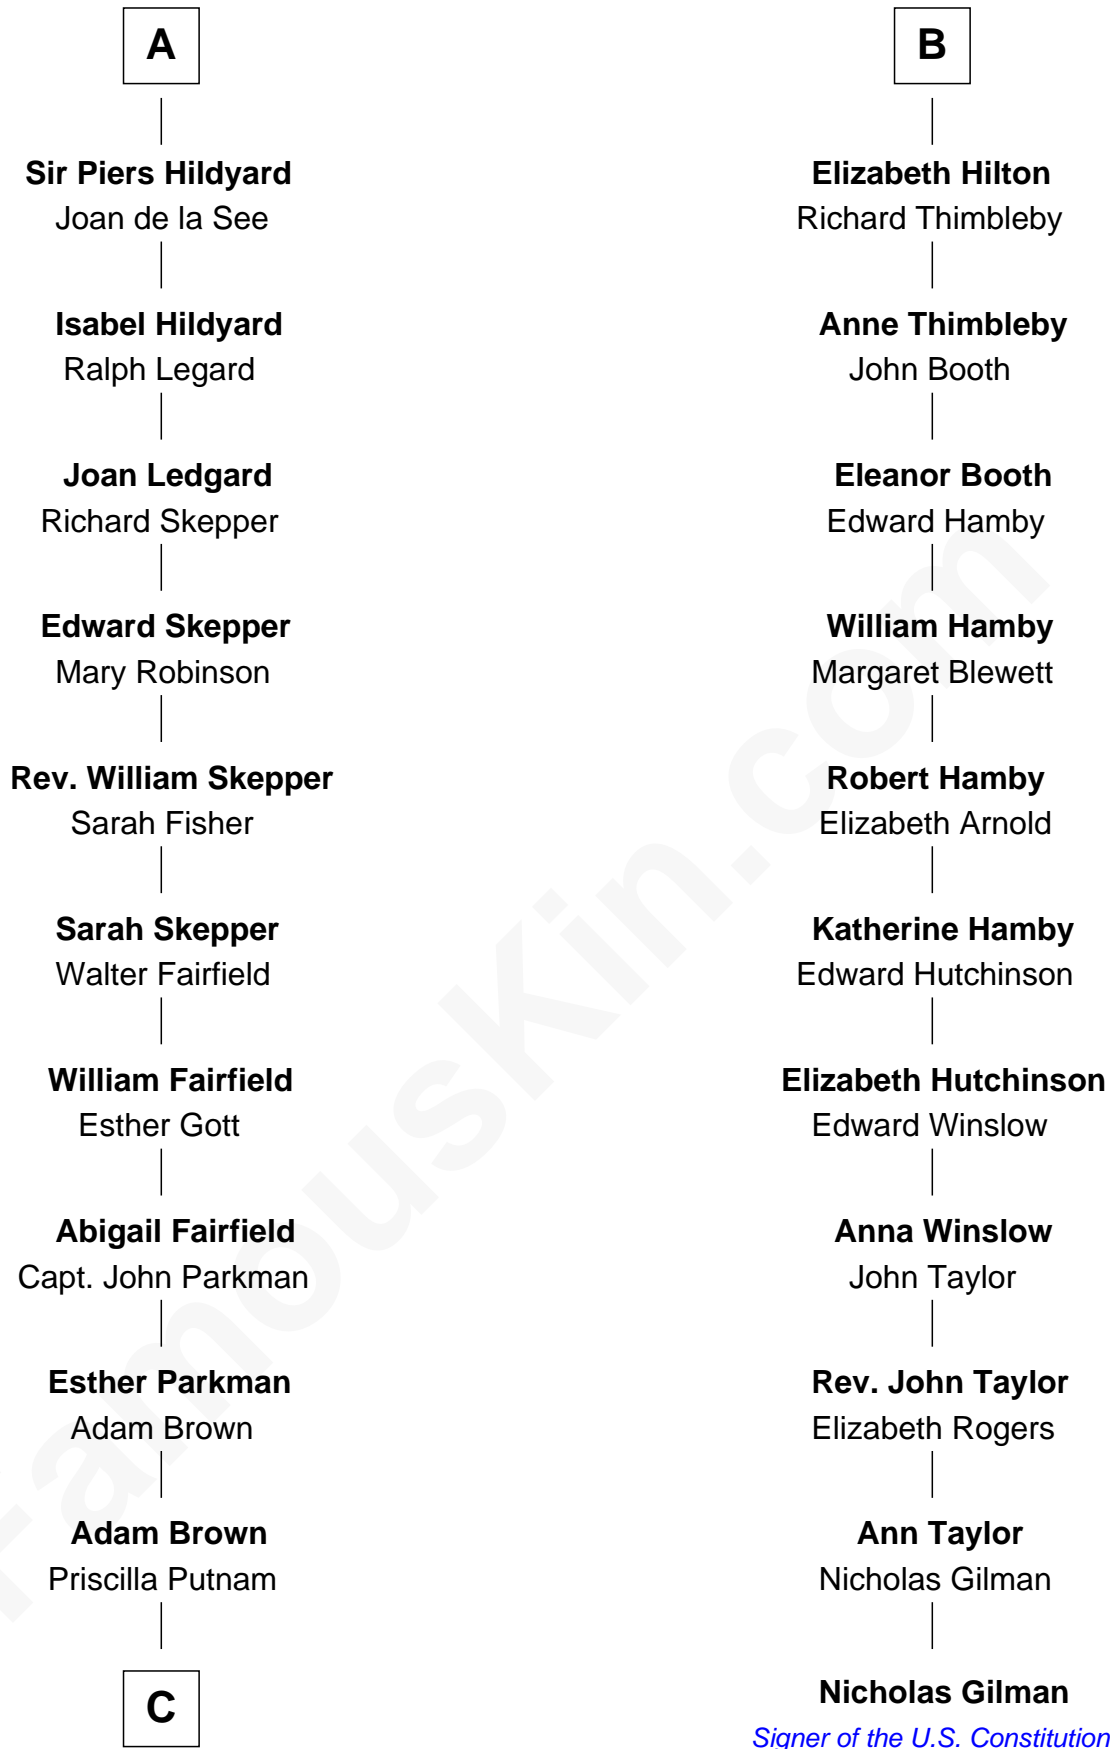 A
Sir Piers Hildyard
Joan de la See
Isabel Hildyard
Ralph Legard
Joan Ledgard
Richard Skepper
Edward Skepper
Mary Robinson
Rev. William Skepper
Sarah Fisher
Sarah Skepper
Walter Fairfield
William Fairfield
Esther Gott
Abigail Fairfield
Capt. John Parkman
Esther Parkman
Adam Brown
Adam Brown
Priscilla Putnam
C
B
Elizabeth Hilton
Richard Thimbleby
Anne Thimbleby
John Booth
Eleanor Booth
Edward Hamby
William Hamby
Margaret Blewett
Robert Hamby
Elizabeth Arnold
Katherine Hamby
Edward Hutchinson
Elizabeth Hutchinson
Edward Winslow
Anna Winslow
John Taylor
Rev. John Taylor
Elizabeth Rogers
Ann Taylor
Nicholas Gilman
Nicholas Gilman
Signer of the U.S. Constitution
FamousKin.com